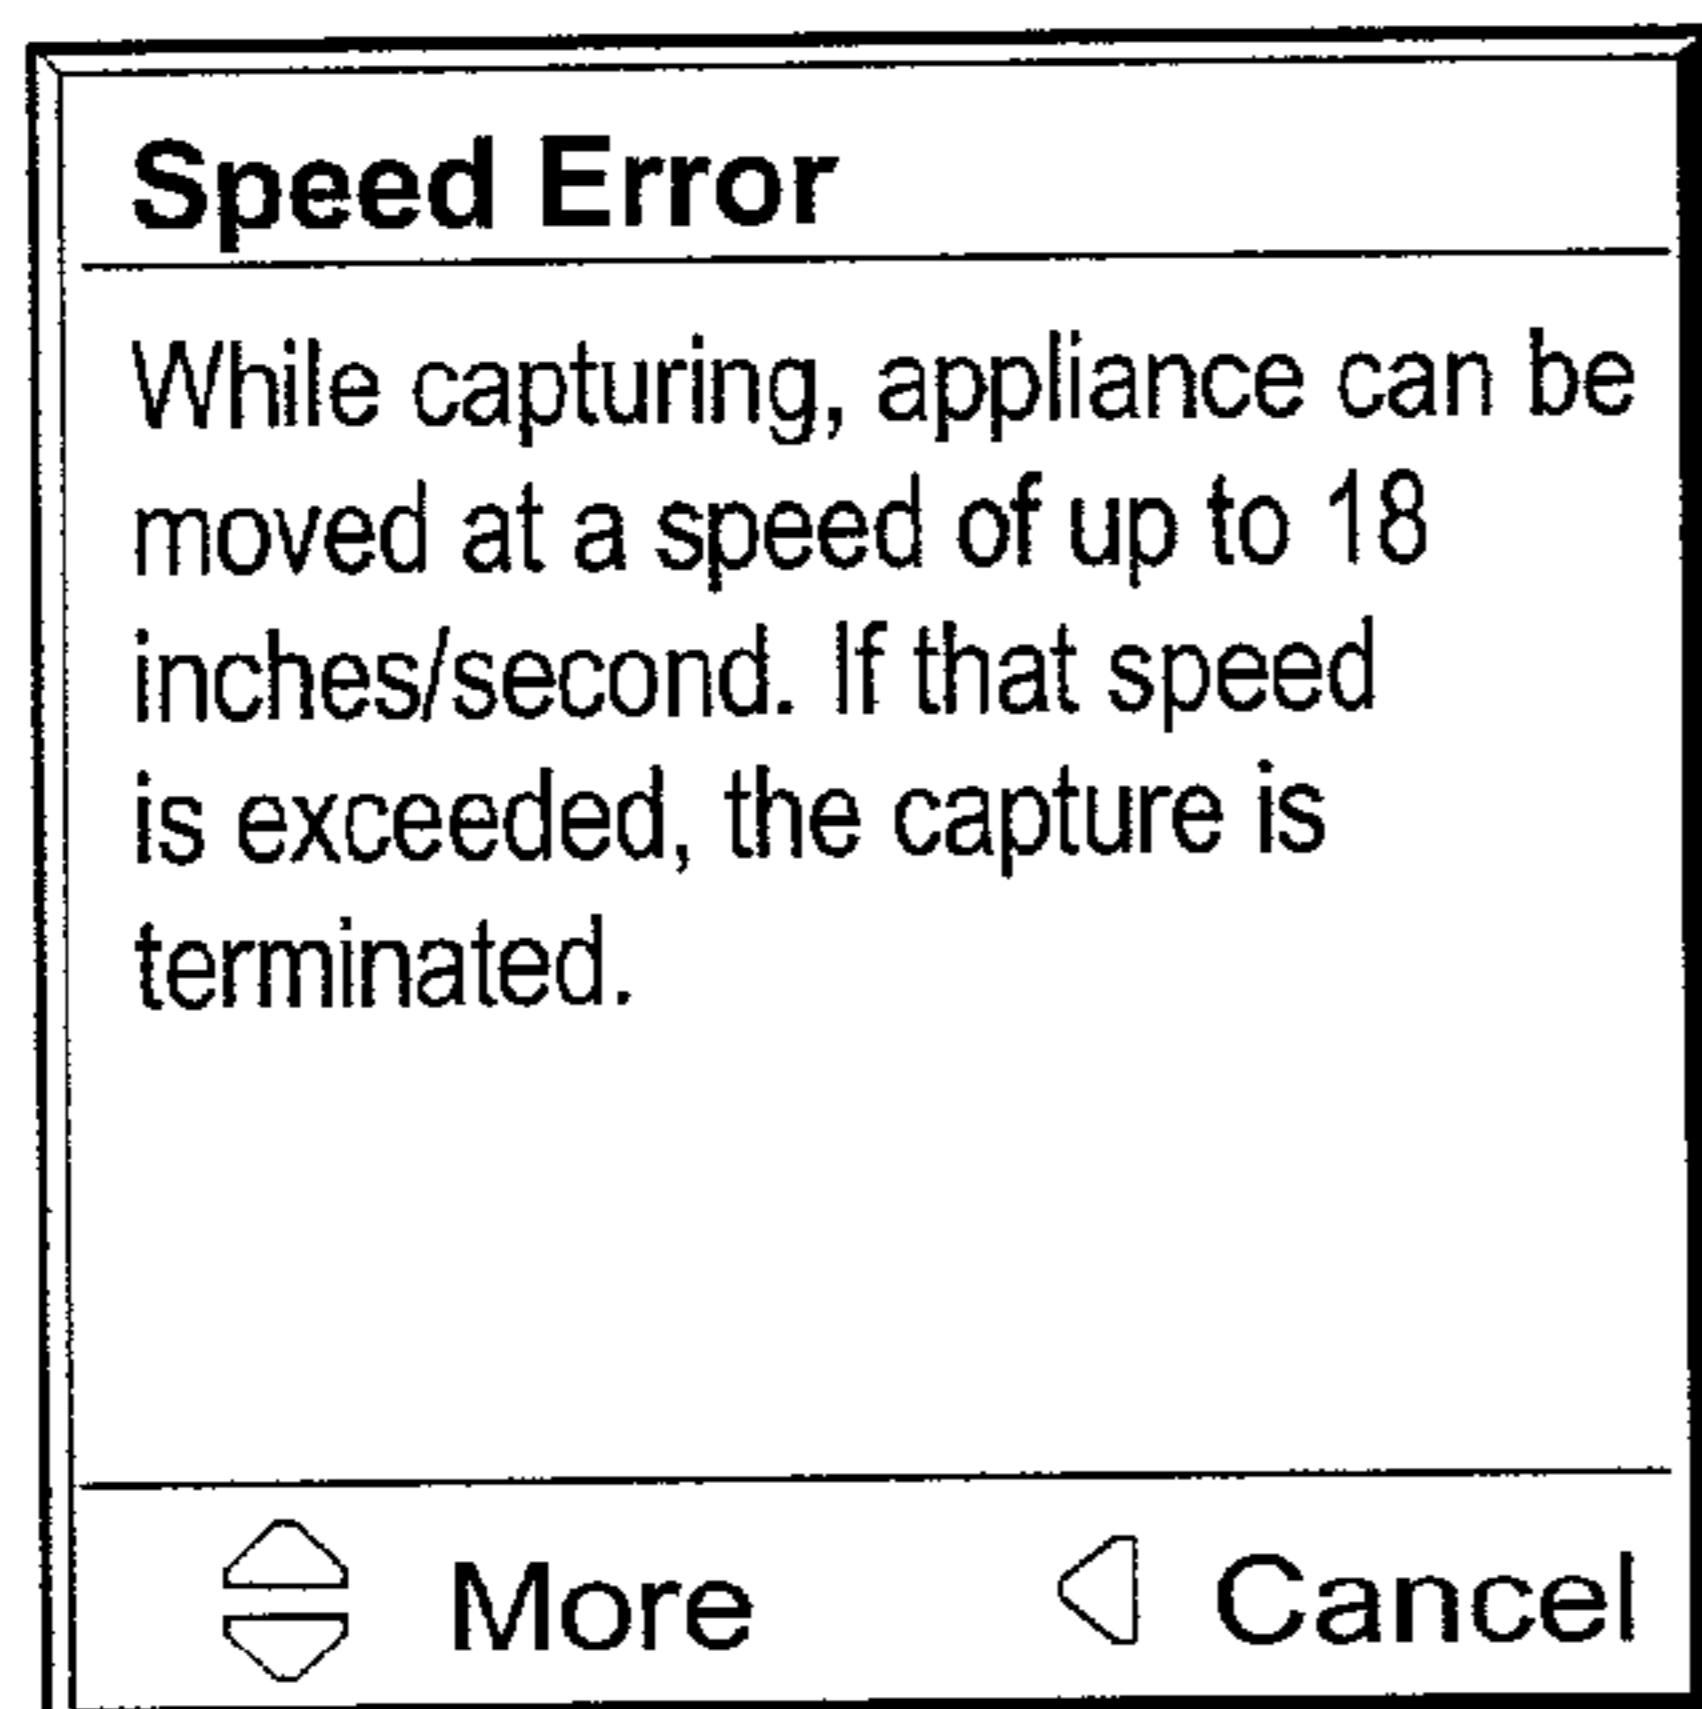 Speed Error
While capturing, appliance can be
moved at a speed of up to 18
inches/second. If that speed
is exceeded, the capture is
terminated.
More Cancel